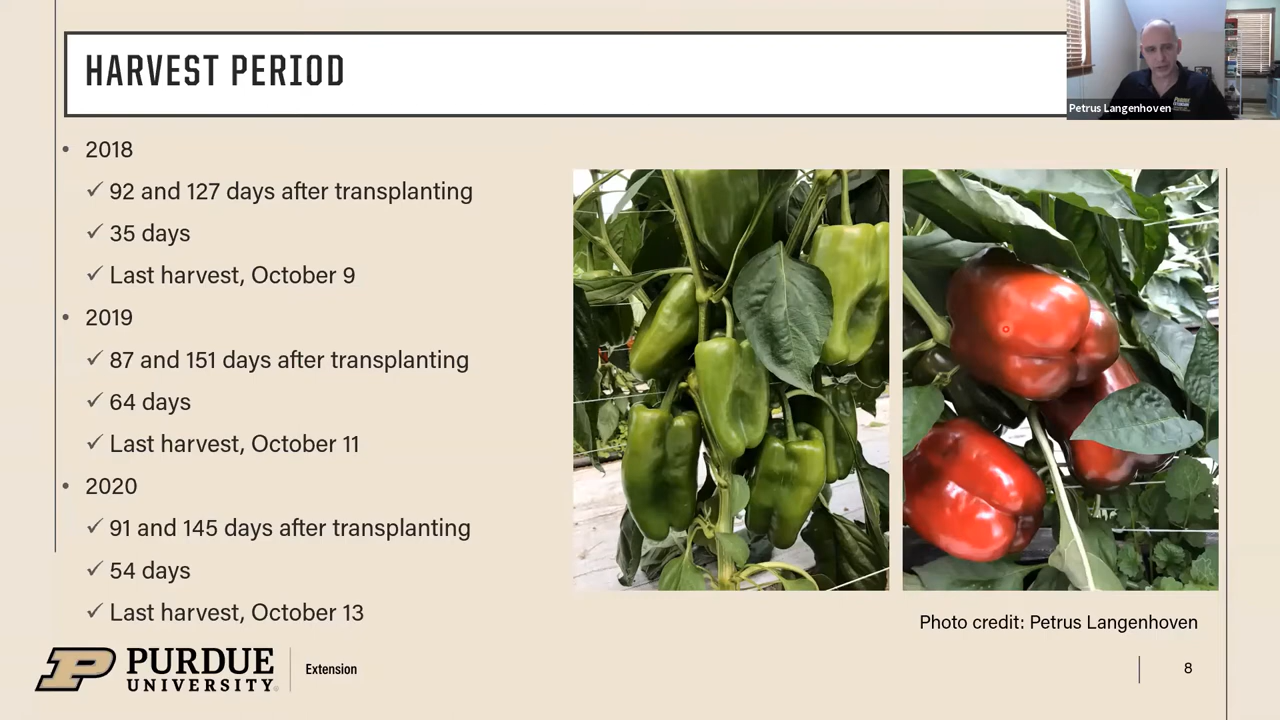 HARVEST PERIOD
Petrus Langenhoven
• 2018
✓ 92 and 127 days after transplanting
✓ 35 days
✓ Last harvest, October 9
• 2019
✓ 87 and 151 days after transplanting
✓ 64 days
✓ Last harvest, October 11
• 2020
✓ 91 and 145 days after transplanting
✓ 54 days
✓ Last harvest, October 13
Photo credit: Petrus Langenhoven
PURDUE
UNIVERSITY®
Extension
8